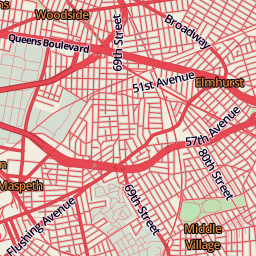 ns
Woodside
Broadway
Queens Boulevard
69th Street
51st Avenue
Elmhurst
57th Avenue
80th Street
n
Maspeth
69th Street
Flushing Avenue
Middle
Village